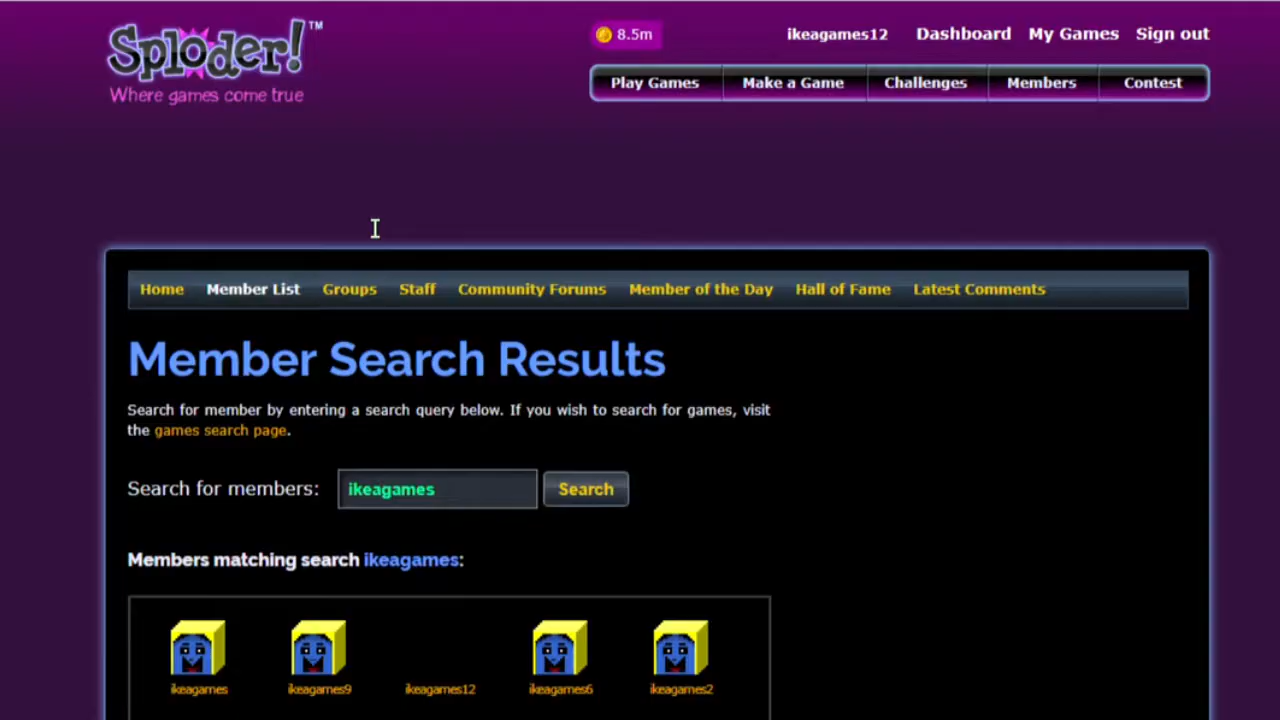 Sploder!™
Where games come true
8.5m
ikeagames12 Dashboard My Games Sign out
Play Games Make a Game Challenges Members Contest
Home Member List Groups Staff Community Forums Member of the Day Hall of Fame Latest Comments
Member Search Results
Search for member by entering a search query below. If you wish to search for games, visit
the games search page.
Search for members: ikeagames Search
Members matching search ikeagames:
ikeagames ikeagames9 ikeagames12 ikeagames6 ikeagames2